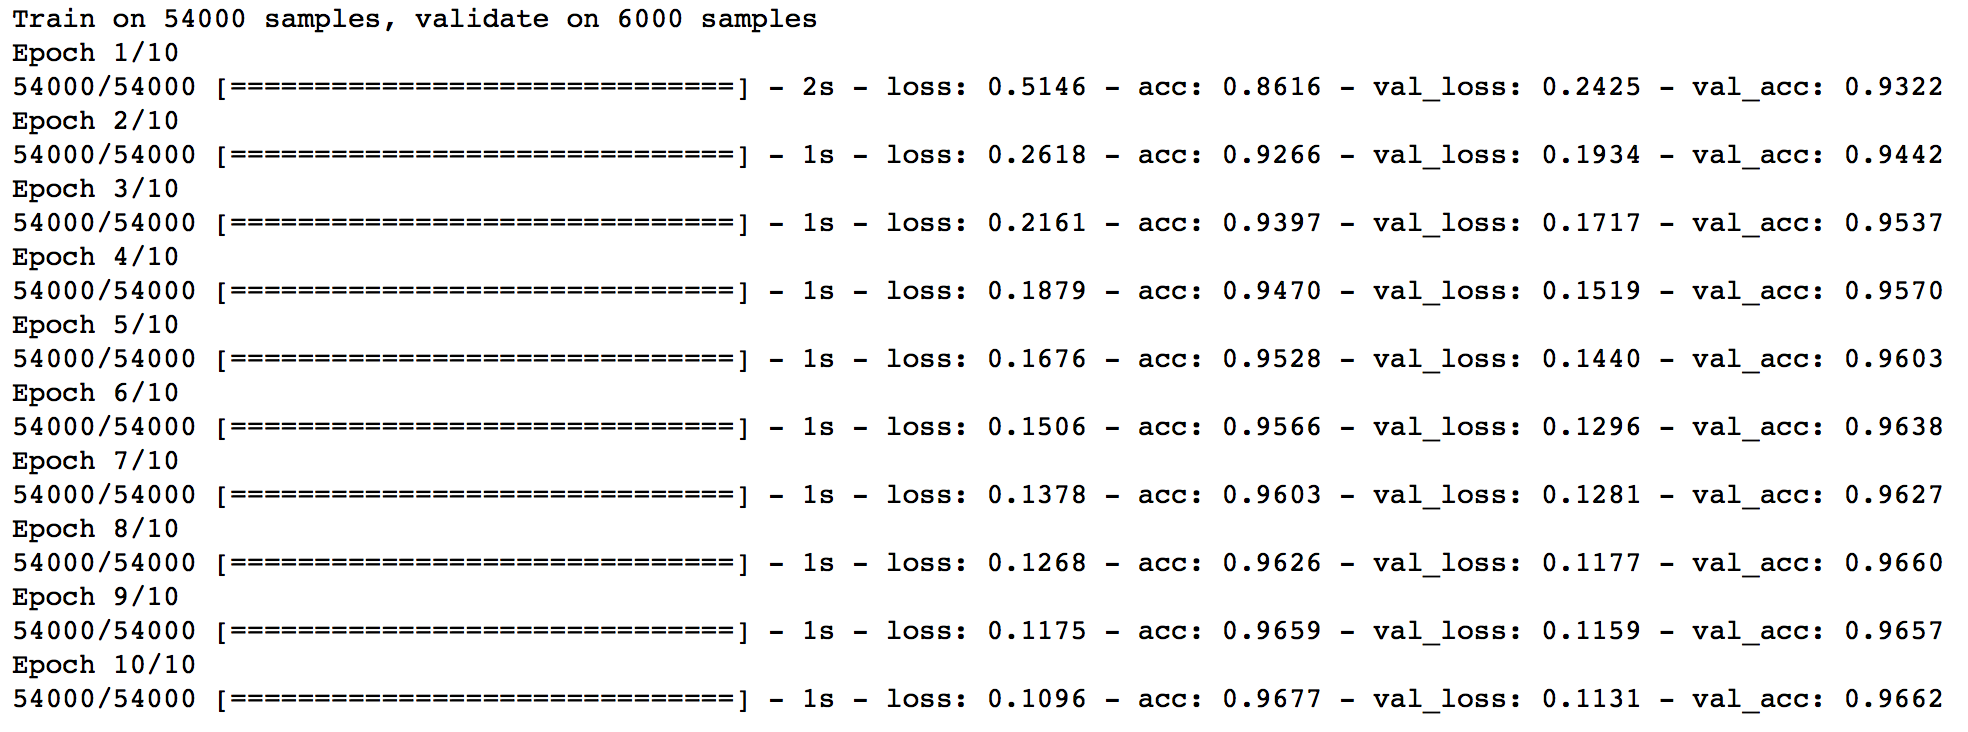 Train on 54000 samples, validate on 6000 samples
Epoch 1/10
54000/54000 [==============================] - 2s - loss: 0.5146 - acc: 0.8616 - val_loss: 0.2425 - val_acc: 0.9322
Epoch 2/10
54000/54000 [==============================] - 1s - loss: 0.2618 - acc: 0.9266 - val_loss: 0.1934 - val_acc: 0.9442
Epoch 3/10
54000/54000 [==============================] - 1s - loss: 0.2161 - acc: 0.9397 - val_loss: 0.1717 - val_acc: 0.9537
Epoch 4/10
54000/54000 [==============================] - 1s - loss: 0.1879 - acc: 0.9470 - val_loss: 0.1519 - val_acc: 0.9570
Epoch 5/10
54000/54000 [==============================] - 1s - loss: 0.1676 - acc: 0.9528 - val_loss: 0.1440 - val_acc: 0.9603
Epoch 6/10
54000/54000 [==============================] - 1s - loss: 0.1506 - acc: 0.9566 - val_loss: 0.1296 - val_acc: 0.9638
Epoch 7/10
54000/54000 [==============================] - 1s - loss: 0.1378 - acc: 0.9603 - val_loss: 0.1281 - val_acc: 0.9627
Epoch 8/10
54000/54000 [==============================] - 1s - loss: 0.1268 - acc: 0.9626 - val_loss: 0.1177 - val_acc: 0.9660
Epoch 9/10
54000/54000 [==============================] - 1s - loss: 0.1175 - acc: 0.9659 - val_loss: 0.1159 - val_acc: 0.9657
Epoch 10/10
54000/54000 [==============================] - 1s - loss: 0.1096 - acc: 0.9677 - val_loss: 0.1131 - val_acc: 0.9662